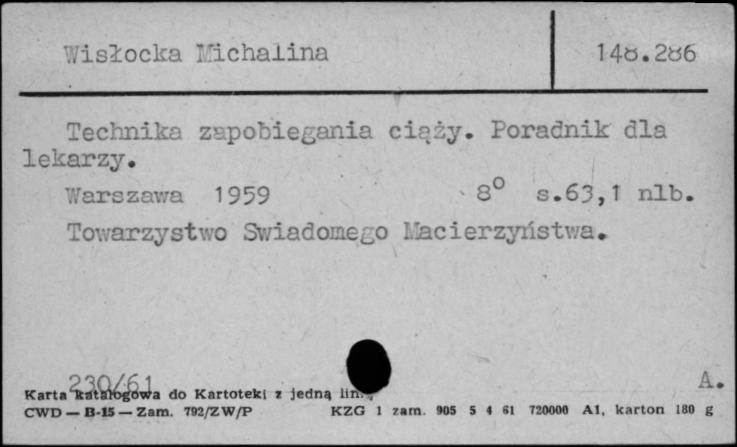 Wisłocka Michalina 148.286
Technika zapobiegania ciąży. Poradnik dla
lekarzy.
Warszawa 1959 8° s.63,1 nlb.
Towarzystwo Swiadomego Macierzyństwa.
230/61 A.
Karta katalogowa do Kartoteki z jedną
CWD — B-15 — Zam. 792/ZW/P KZG 1 zam. 905 5 4 61 720000 A1, karton 180 g